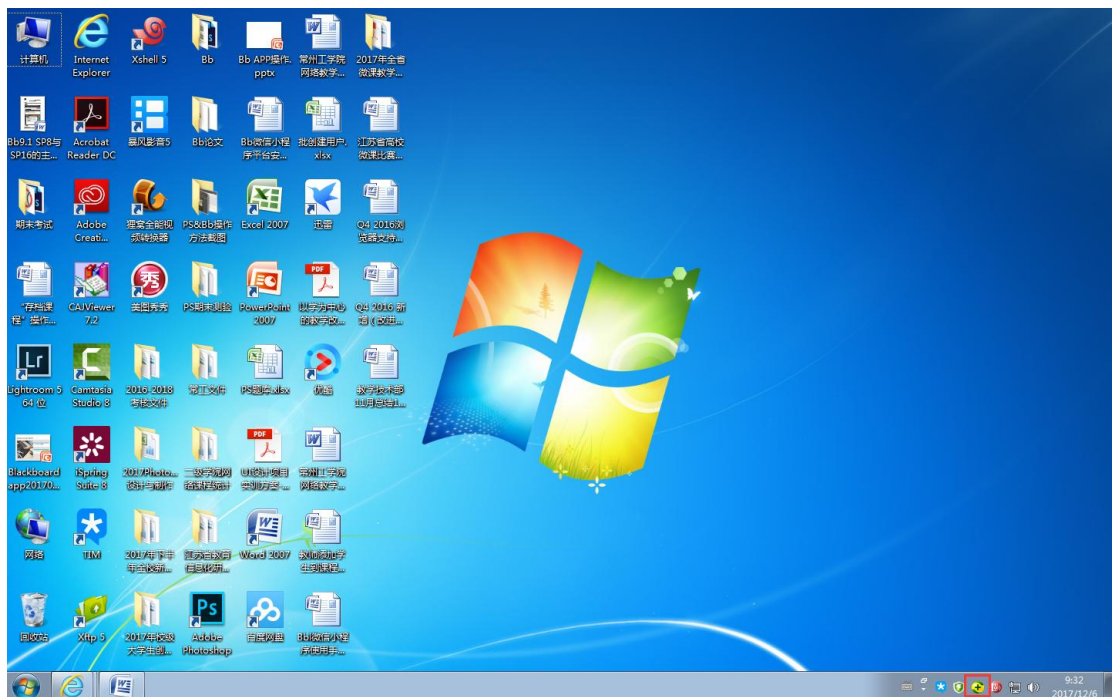 计算机
Internet
Explorer
Xshell 5
Bb
Bb APP操作.
pptx
常州工学院
网络教学...
2017年全省
微课教学...
Bb9.1 SP8与
SP16的主...
Acrobat
Reader DC
暴风影音5
Bb论文
Bb微信小程
序平台安...
批创建用户.
xlsx
江苏省高校
微课比赛...
期末考试
Adobe
Creati...
狸窝全能视
频转换器
PS&Bb操作
方法截图
Excel 2007
迅雷
Q4 2016浏
览器支持...
“存档课
程”操作...
CAJViewer
7.2
美图秀秀
PS期末测验
PowerPoint
2007
PDF
以学为中心
的教学改...
Q4 2016 新
增（改进...
Lr
Lightroom 5
64 位
Camtasia
Studio 8
2016-2018
考核文件
常工文件
PS题库.xlsx
优酷
教学技术部
11月总结1...
Blackboard
app20170...
iSpring
Suite 8
2017Photo...
设计与制作
二级学院网
络课程统计
PDF
UI设计项目
实训方案-...
常州工学院
网络教学...
网络
TIM
2017年下半
年全校新...
江苏省教育
信息化研...
Word 2007
教师添加学
生到课程...
回收站
Xftp 5
2017年校级
大学生创...
Ps
Adobe
Photoshop
百度网盘
Bb微信小程
序使用手...
9:32
2017/12/6